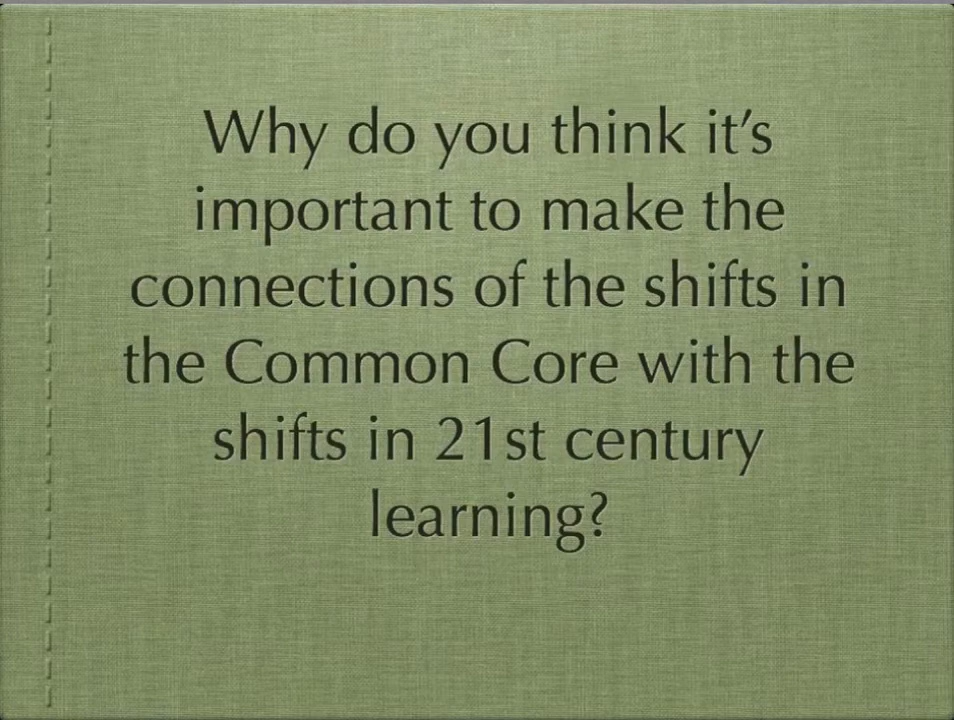 Why do you think it's
important to make the
connections of the shifts in
the Common Core with the
shifts in 21st century
learning?